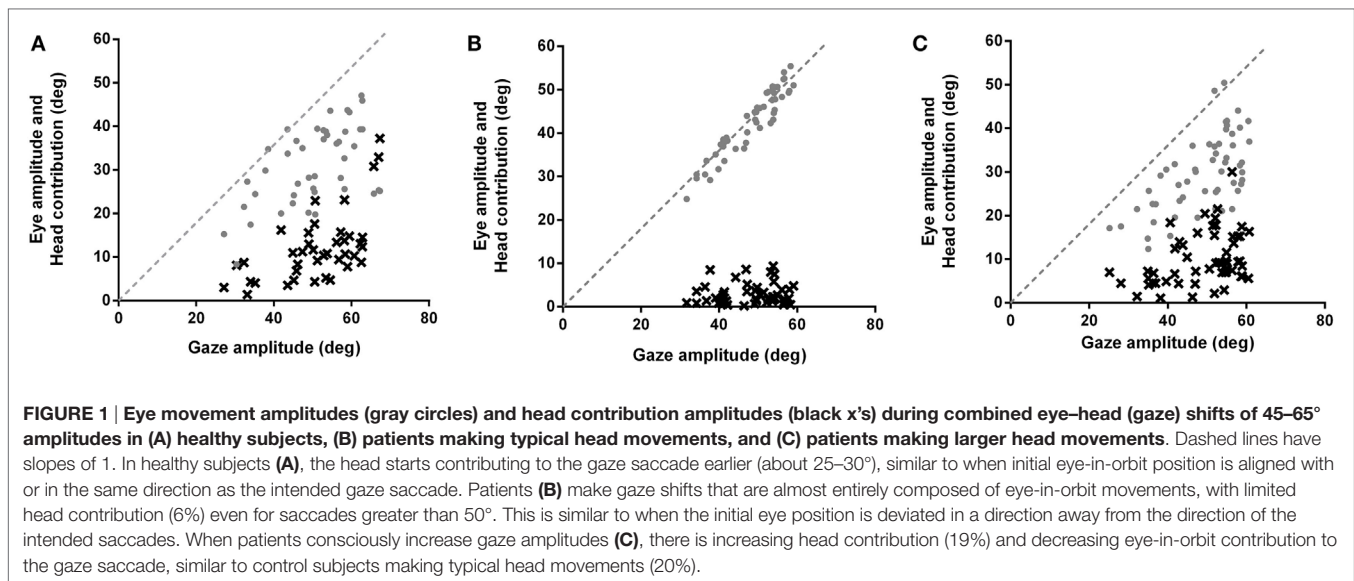 A
B
C
60
50
40
30
20
10
0
Eye amplitude and
Head contribution (deg)
0
20
40
60
80
Gaze amplitude (deg)
60
50
40
30
20
10
0
Eye amplitude and
Head contribution (deg)
0
20
40
60
80
Gaze amplitude (deg)
60
50
40
30
20
10
0
Eye amplitude and
Head contribution (deg)
0
20
40
60
80
Gaze amplitude (deg)
FIGURE 1 | Eye movement amplitudes (gray circles) and head contribution amplitudes (black x's) during combined eye–head (gaze) shifts of 45–65°
amplitudes in (A) healthy subjects, (B) patients making typical head movements, and (C) patients making larger head movements. Dashed lines have
slopes of 1. In healthy subjects (A), the head starts contributing to the gaze saccade earlier (about 25–30°), similar to when initial eye-in-orbit position is aligned with
or in the same direction as the intended gaze saccade. Patients (B) make gaze shifts that are almost entirely composed of eye-in-orbit movements, with limited
head contribution (6%) even for saccades greater than 50°. This is similar to when the initial eye position is deviated in a direction away from the direction of the
intended saccades. When patients consciously increase gaze amplitudes (C), there is increasing head contribution (19%) and decreasing eye-in-orbit contribution to
the gaze saccade, similar to control subjects making typical head movements (20%).